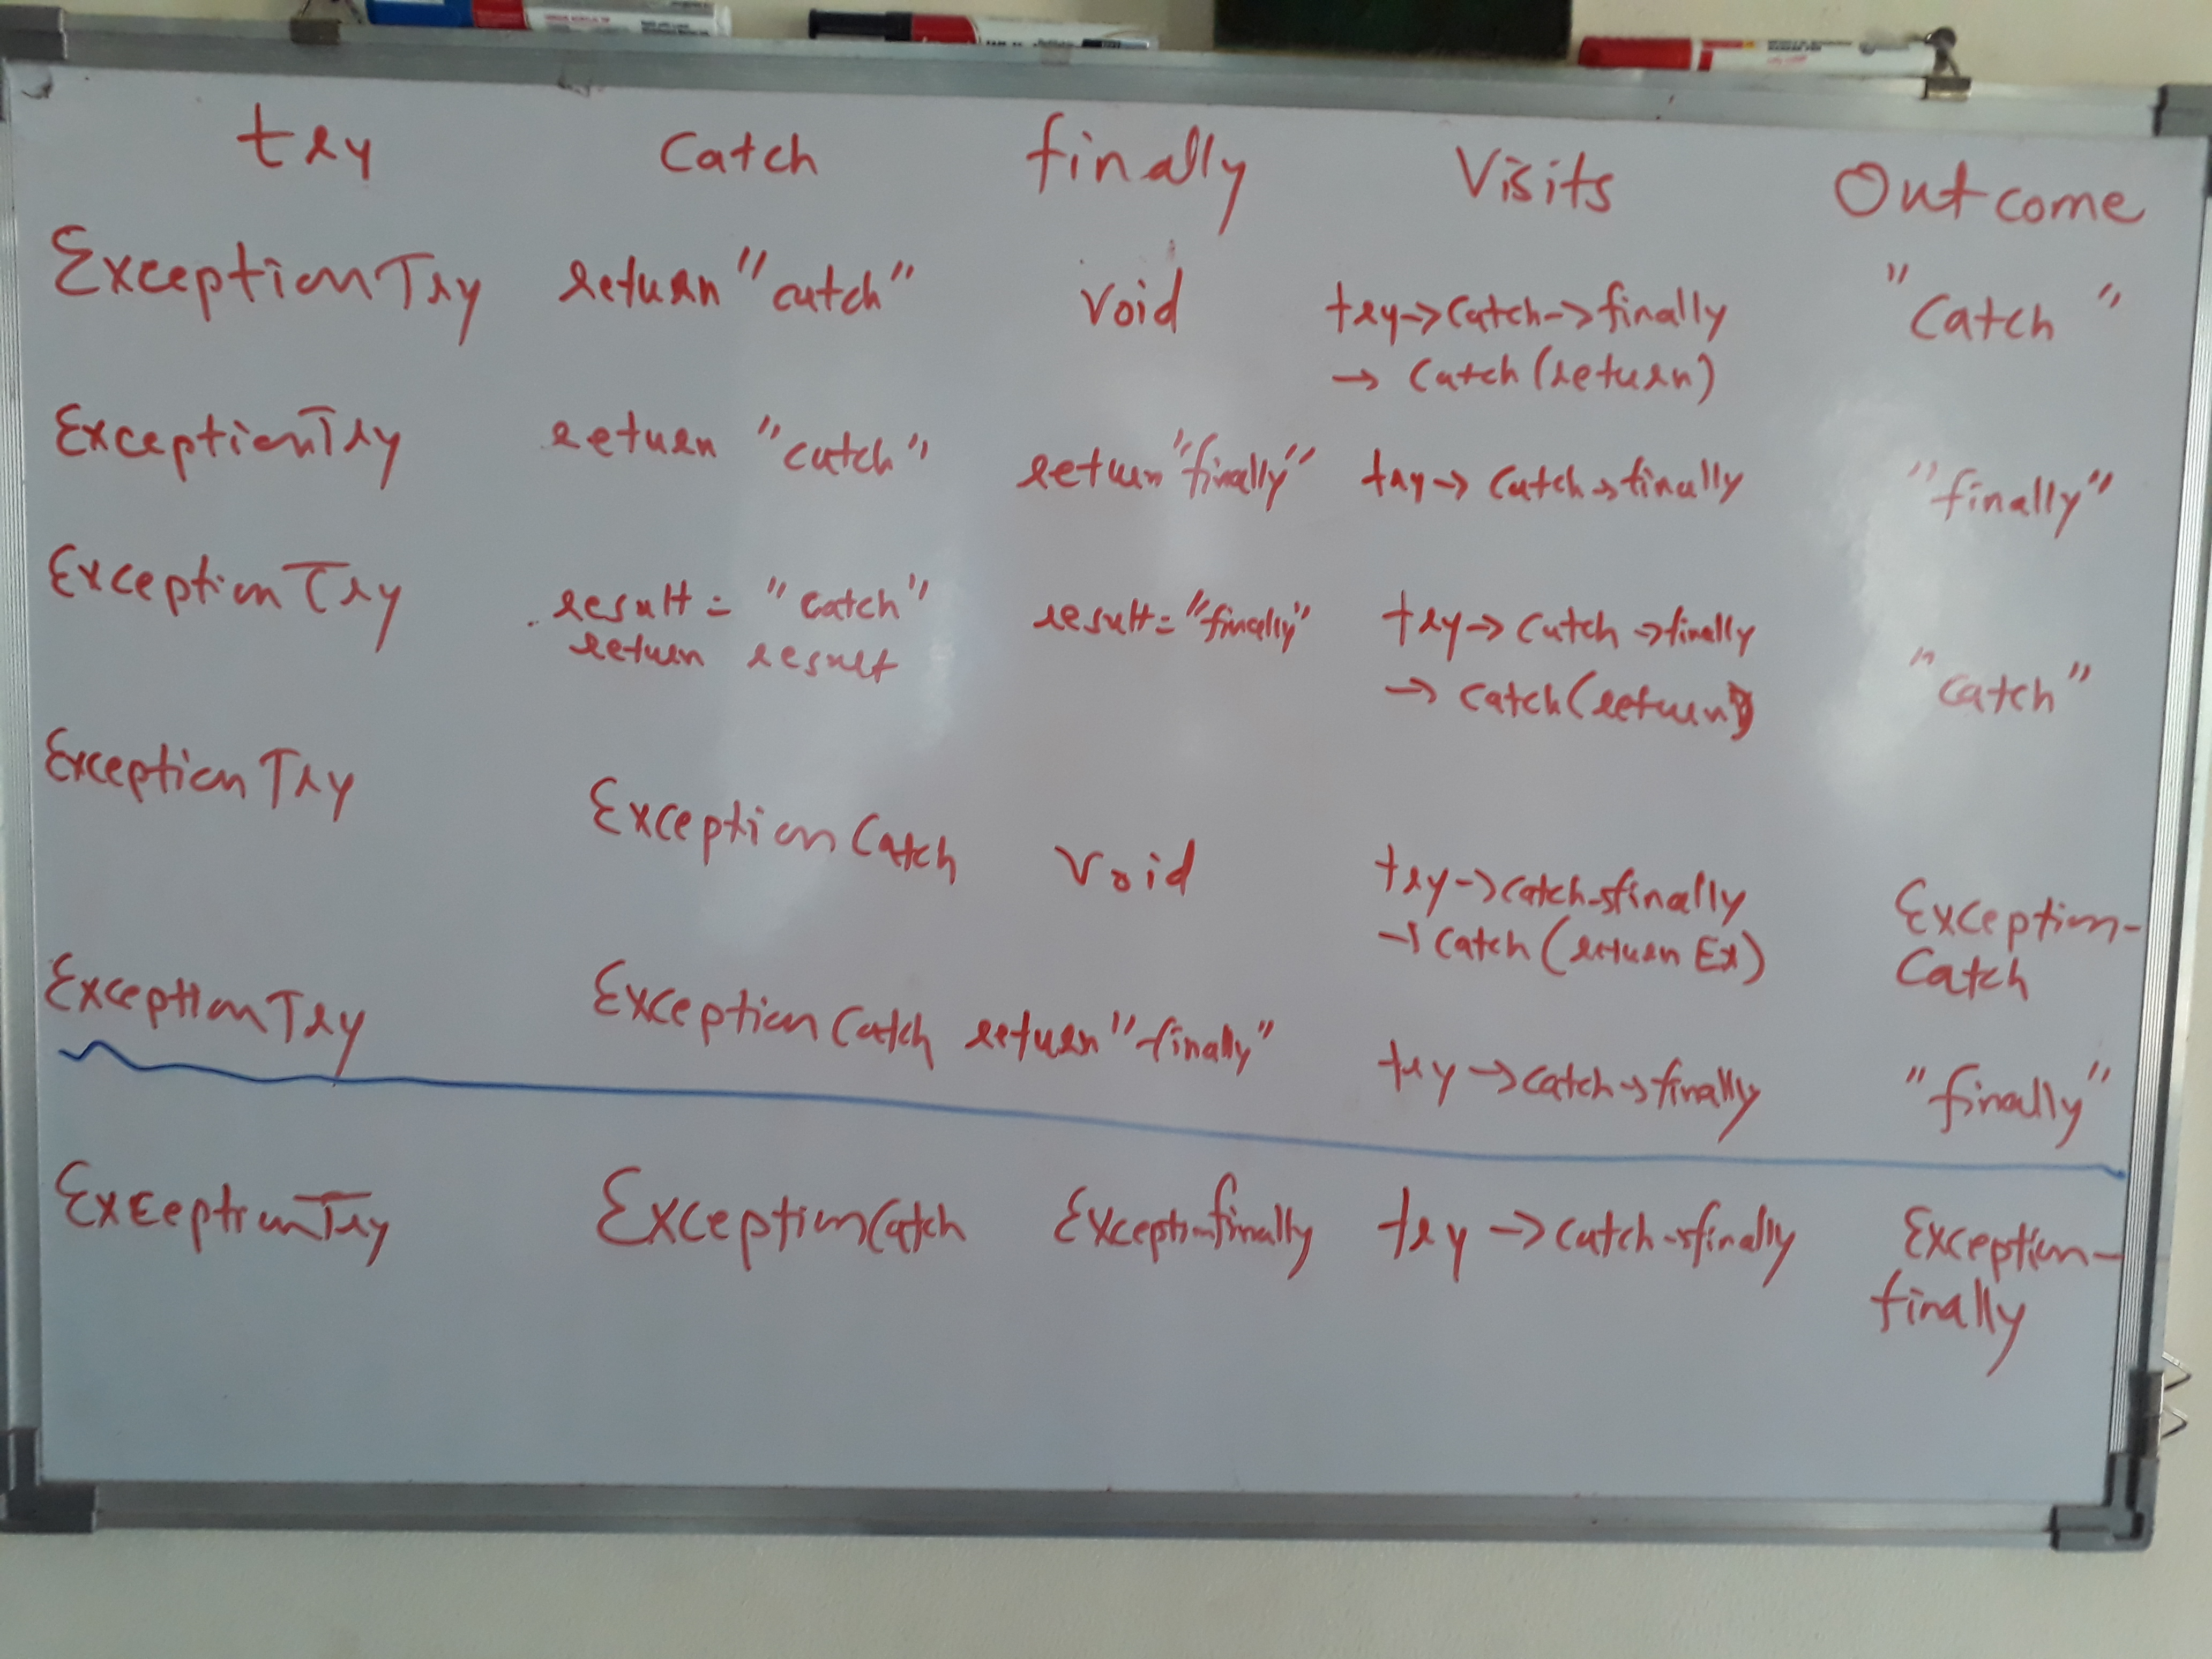 try Catch finally Visits Outcome
ExceptionTry return "catch" Void try->Catch->finally "Catch"
-> Catch (return)
ExceptionTry return "catch" return "finally" try-> Catch->finally "finally"
ExceptionTry result = "catch" result= "finally" try-> Catch ->finally "catch"
return result -> Catch (return)
ExceptionTry ExceptionCatch Void try->Catch->finally Exception-
-> Catch (return Ex) Catch
ExceptionTry ExceptionCatch return "finally" try ->Catch->finally "finally"
ExceptionTry ExceptionCatch Exceptionfinally try -> Catch->finally Exception-
finally